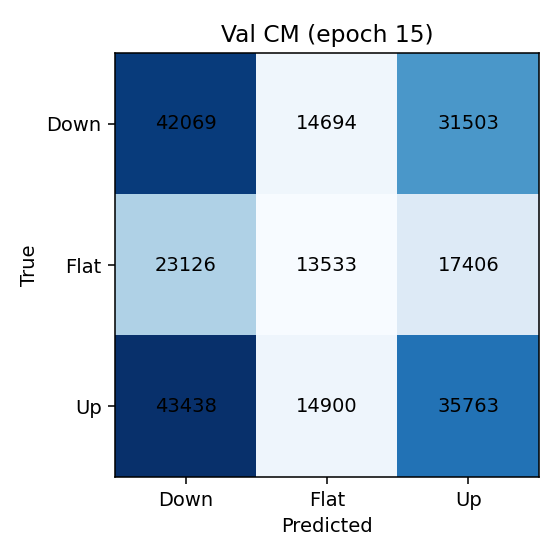 Val CM (epoch 15)
Down 42069 14694 31503
Flat 23126 13533 17406
Up 43438 14900 35763
Down Flat Up
Predicted
True